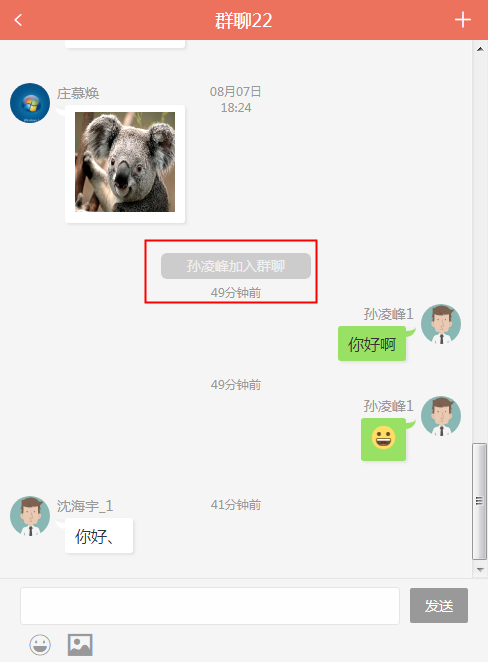 群聊22
庄慕焕
08月07日
18:24
孙凌峰加入群聊
49分钟前
孙凌峰1
你好啊
49分钟前
孙凌峰1
沈海宇_1
41分钟前
你好、
发送